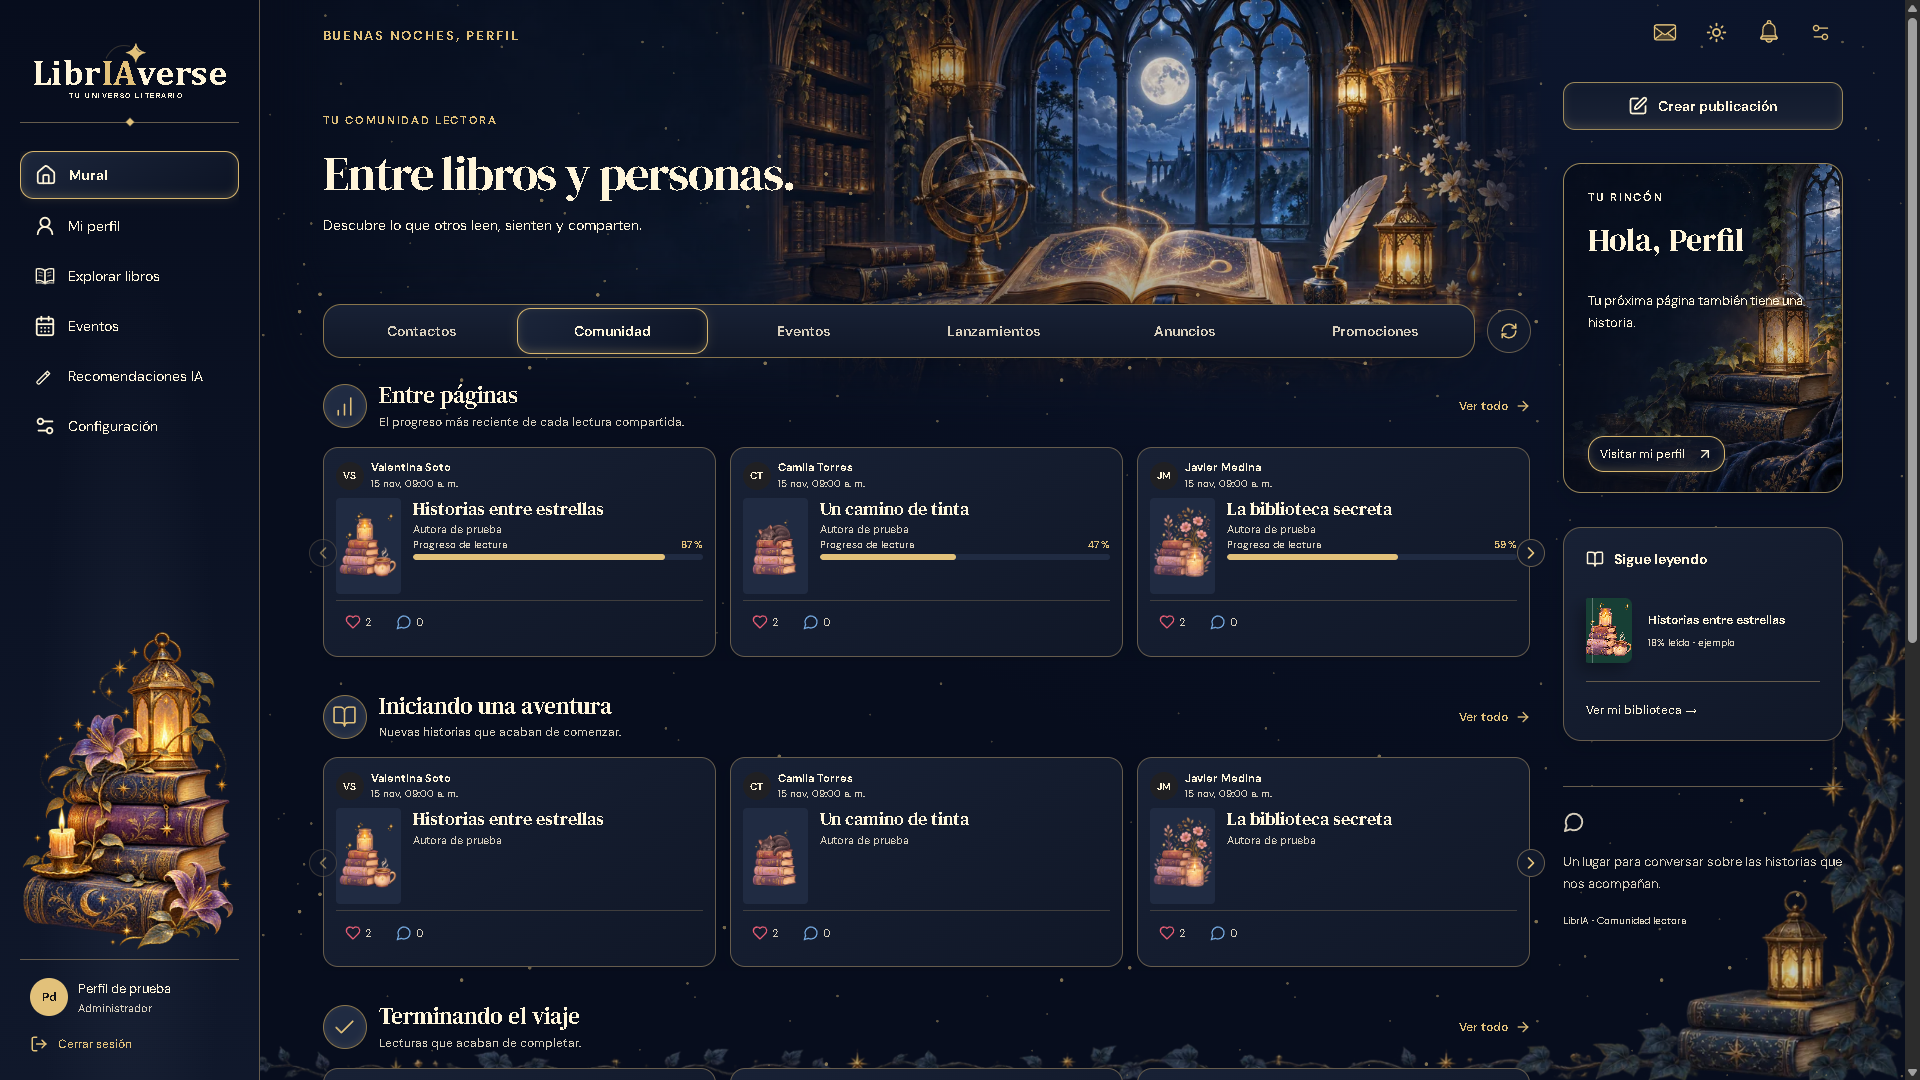 LibrIAverse
TU UNIVERSO LITERARIO
Mural
Mi perfil
Explorar libros
Eventos
Recomendaciones IA
Configuración
Pd
Perfil de prueba
Administrador
Cerrar sesión
BUENAS NOCHES, PERFIL
TU COMUNIDAD LECTORA
Entre libros y personas.
Descubre lo que otros leen, sienten y comparten.
Contactos
Comunidad
Eventos
Lanzamientos
Anuncios
Promociones
Entre páginas
El progreso más reciente de cada lectura compartida.
Ver todo
VS
Valentina Soto
15 nov, 09:00 a. m.
Historias entre estrellas
Autora de prueba
Progreso de lectura
87%
2
0
CT
Camila Torres
15 nov, 09:00 a. m.
Un camino de tinta
Autora de prueba
Progreso de lectura
47%
2
0
JM
Javier Medina
15 nov, 09:00 a. m.
La biblioteca secreta
Autora de prueba
Progreso de lectura
59%
2
0
Iniciando una aventura
Nuevas historias que acaban de comenzar.
Ver todo
VS
Valentina Soto
15 nov, 09:00 a. m.
Historias entre estrellas
Autora de prueba
2
0
CT
Camila Torres
15 nov, 09:00 a. m.
Un camino de tinta
Autora de prueba
2
0
JM
Javier Medina
15 nov, 09:00 a. m.
La biblioteca secreta
Autora de prueba
2
0
Terminando el viaje
Lecturas que acaban de completar.
Ver todo
Crear publicación
TU RINCÓN
Hola, Perfil
Tu próxima página también tiene una
historia.
Visitar mi perfil
Sigue leyendo
Historias entre estrellas
18% leído · ejemplo
Ver mi biblioteca →
Un lugar para conversar sobre las historias que
nos acompañan.
LibrIA · Comunidad lectora